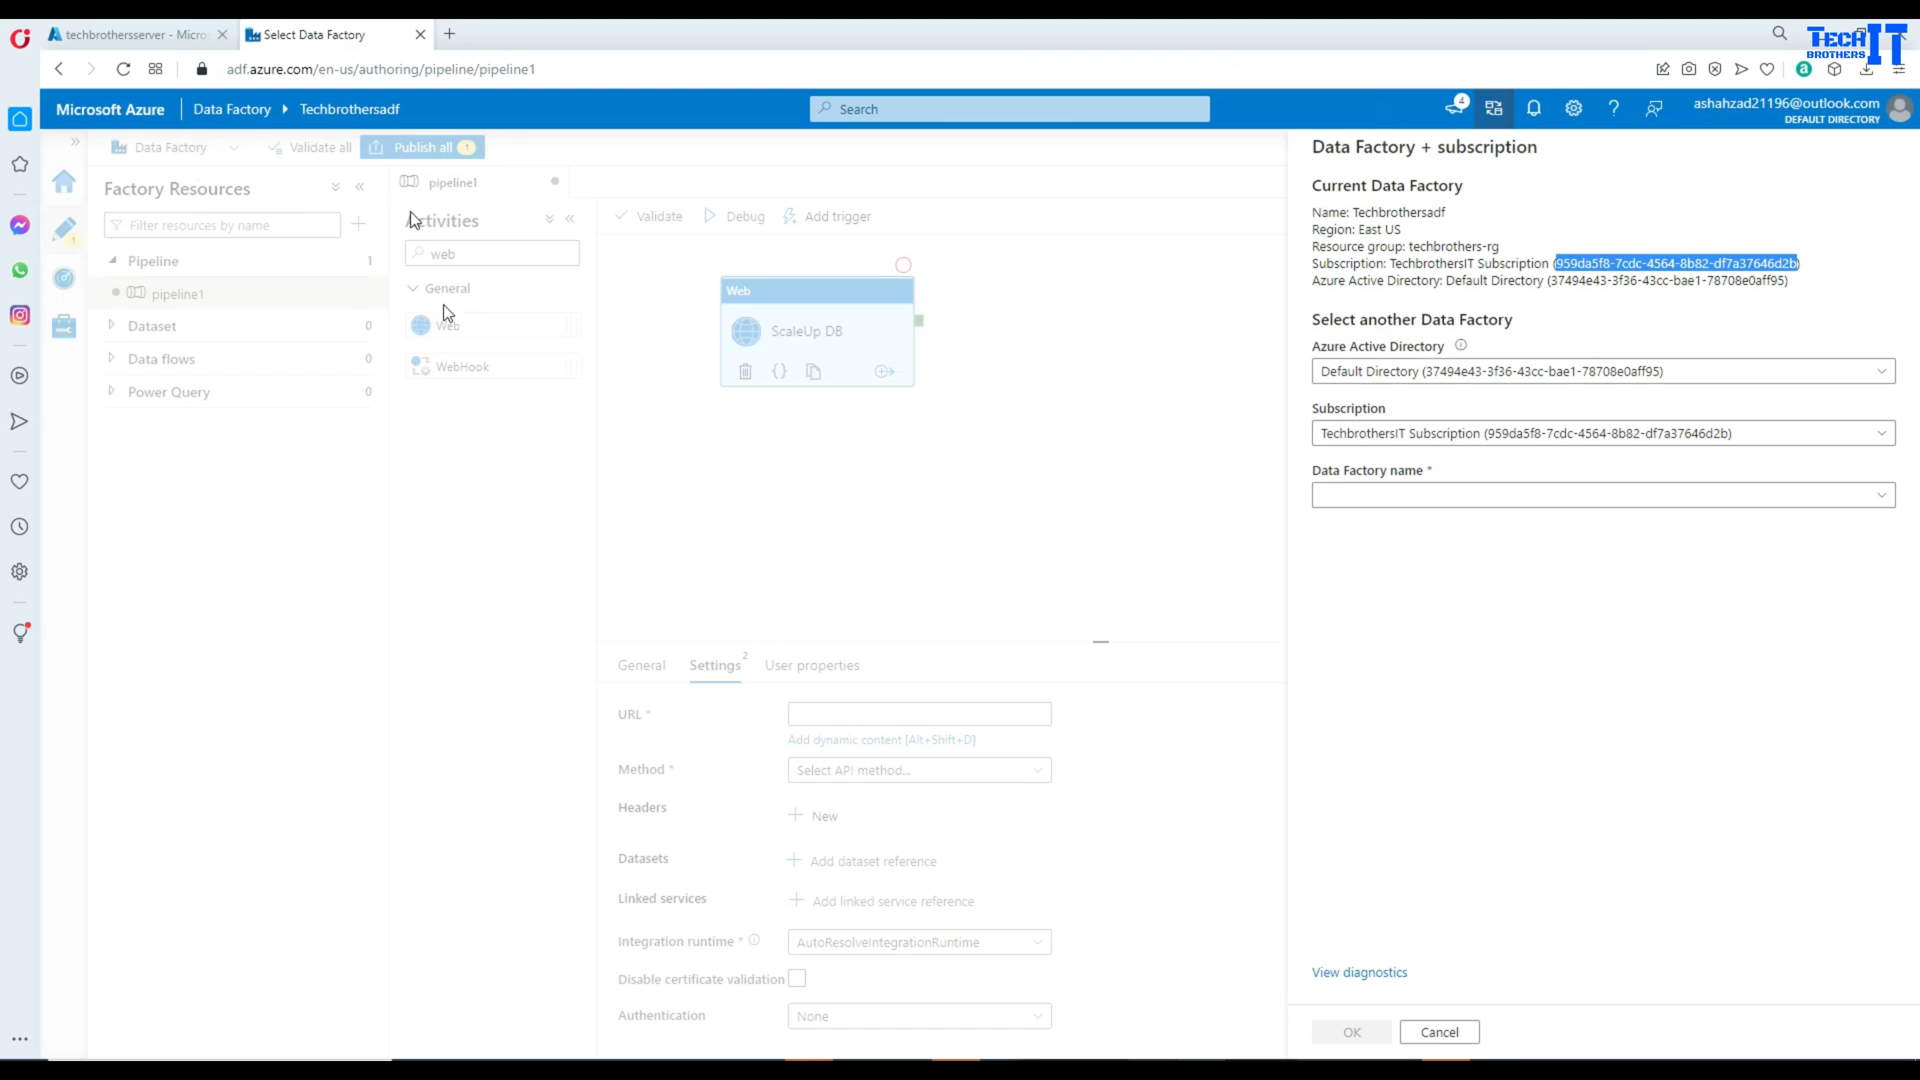 techbrothersserver - Micro
Select Data Factory
TECH IT
BROTHERS
adf.azure.com/en-us/authoring/pipeline/pipeline1
Microsoft Azure
Data Factory
Techbrothersadf
Search
4
ashahzad21196@outlook.com
DEFAULT DIRECTORY
Data Factory
Validate all
Publish all 1
Factory Resources
Filter resources by name
Pipeline 1
pipeline1
Dataset 0
Data flows 0
Power Query 0
1
pipeline1
Activities
web
General
Web
WebHook
Validate
Debug
Add trigger
Web
ScaleUp DB
General
Settings 2
User properties
URL *
Add dynamic content [Alt+Shift+D]
Method *
Select API method...
Headers
New
Datasets
Add dataset reference
Linked services
Add linked service reference
Integration runtime *
AutoResolveIntegrationRuntime
Disable certificate validation
Authentication
None
Data Factory + subscription
Current Data Factory
Name: Techbrothersadf
Region: East US
Resource group: techbrothers-rg
Subscription: TechbrothersIT Subscription (959da5f8-7cdc-4564-8b82-df7a37646d2b)
Azure Active Directory: Default Directory (37494e43-3f36-43cc-bae1-78708e0aff95)
Select another Data Factory
Azure Active Directory
Default Directory (37494e43-3f36-43cc-bae1-78708e0aff95)
Subscription
TechbrothersIT Subscription (959da5f8-7cdc-4564-8b82-df7a37646d2b)
Data Factory name *
View diagnostics
OK
Cancel